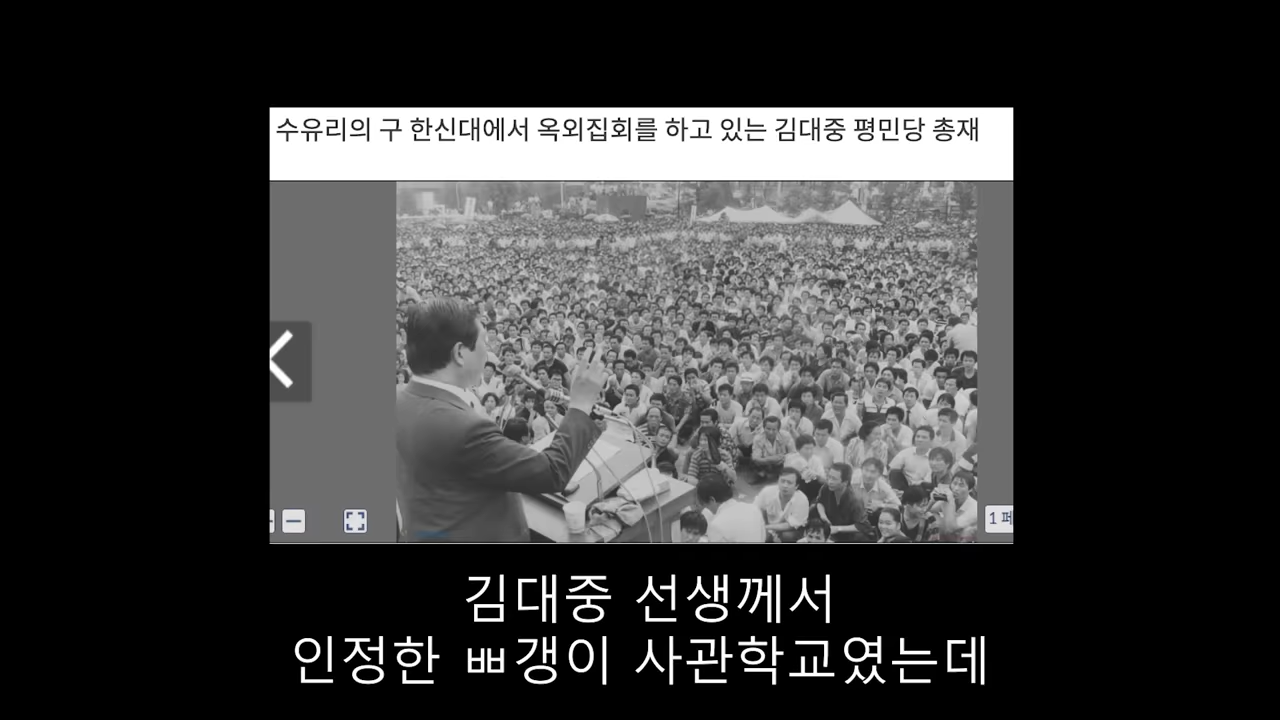 수유리의 구 한신대에서 옥외집회를 하고 있는 김대중 평민당 총재
1 페
김대중 선생께서
인정한 ㅃ갱이 사관학교였는데